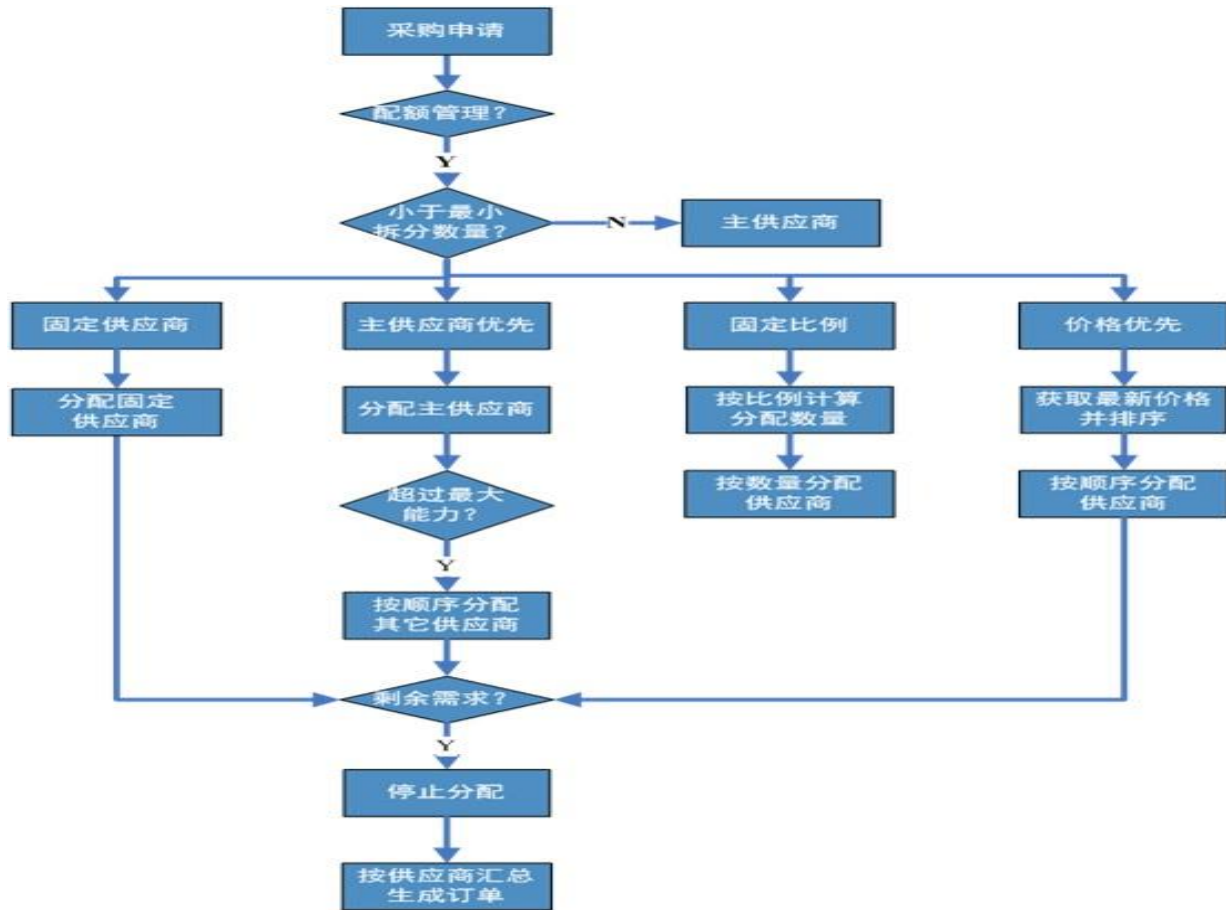 采购申请
配额管理？
Y
小于最小
拆分数量？
N
主供应商
固定供应商
主供应商优先
固定比例
价格优先
分配固定
供应商
分配主供应商
按比例计算
分配数量
获取最新价格
并排序
超过最大
能力？
按数量分配
供应商
按顺序分配
供应商
Y
按顺序分配
其它供应商
剩余需求？
Y
停止分配
按供应商汇总
生成订单